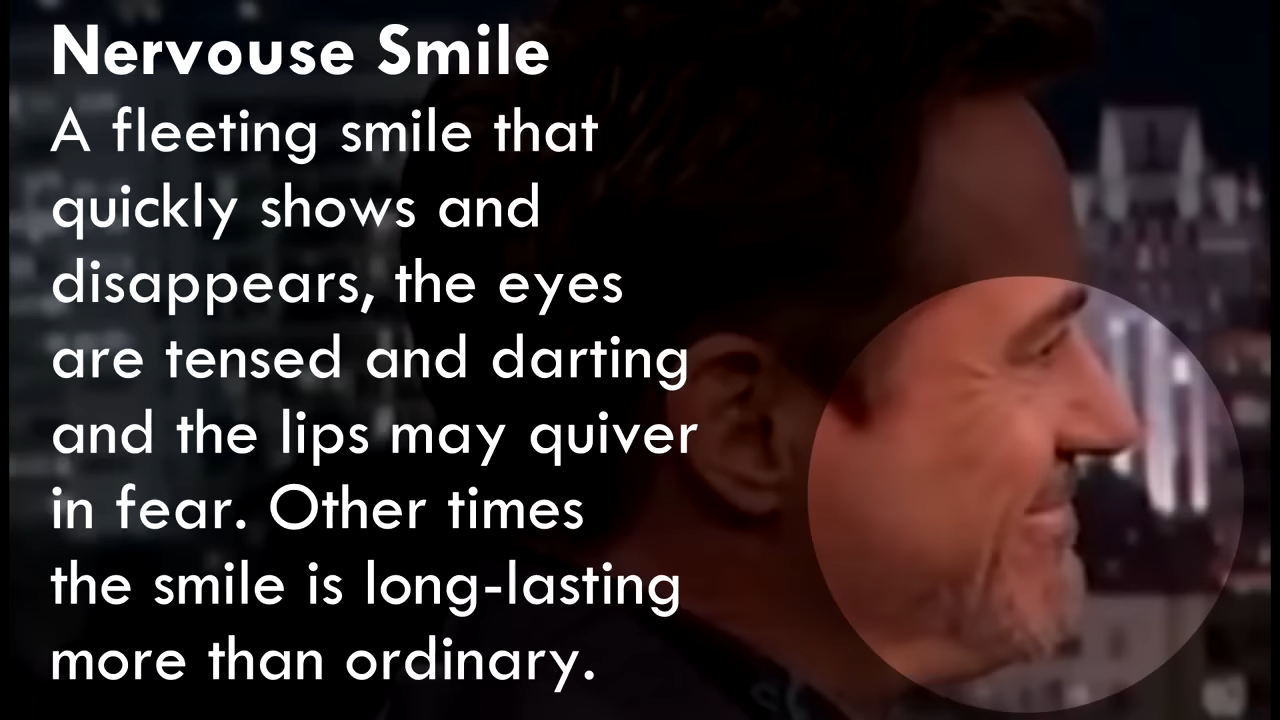 Nervouse Smile
A fleeting smile that
quickly shows and
disappears, the eyes
are tensed and darting
and the lips may quiver
in fear. Other times
the smile is long-lasting
more than ordinary.